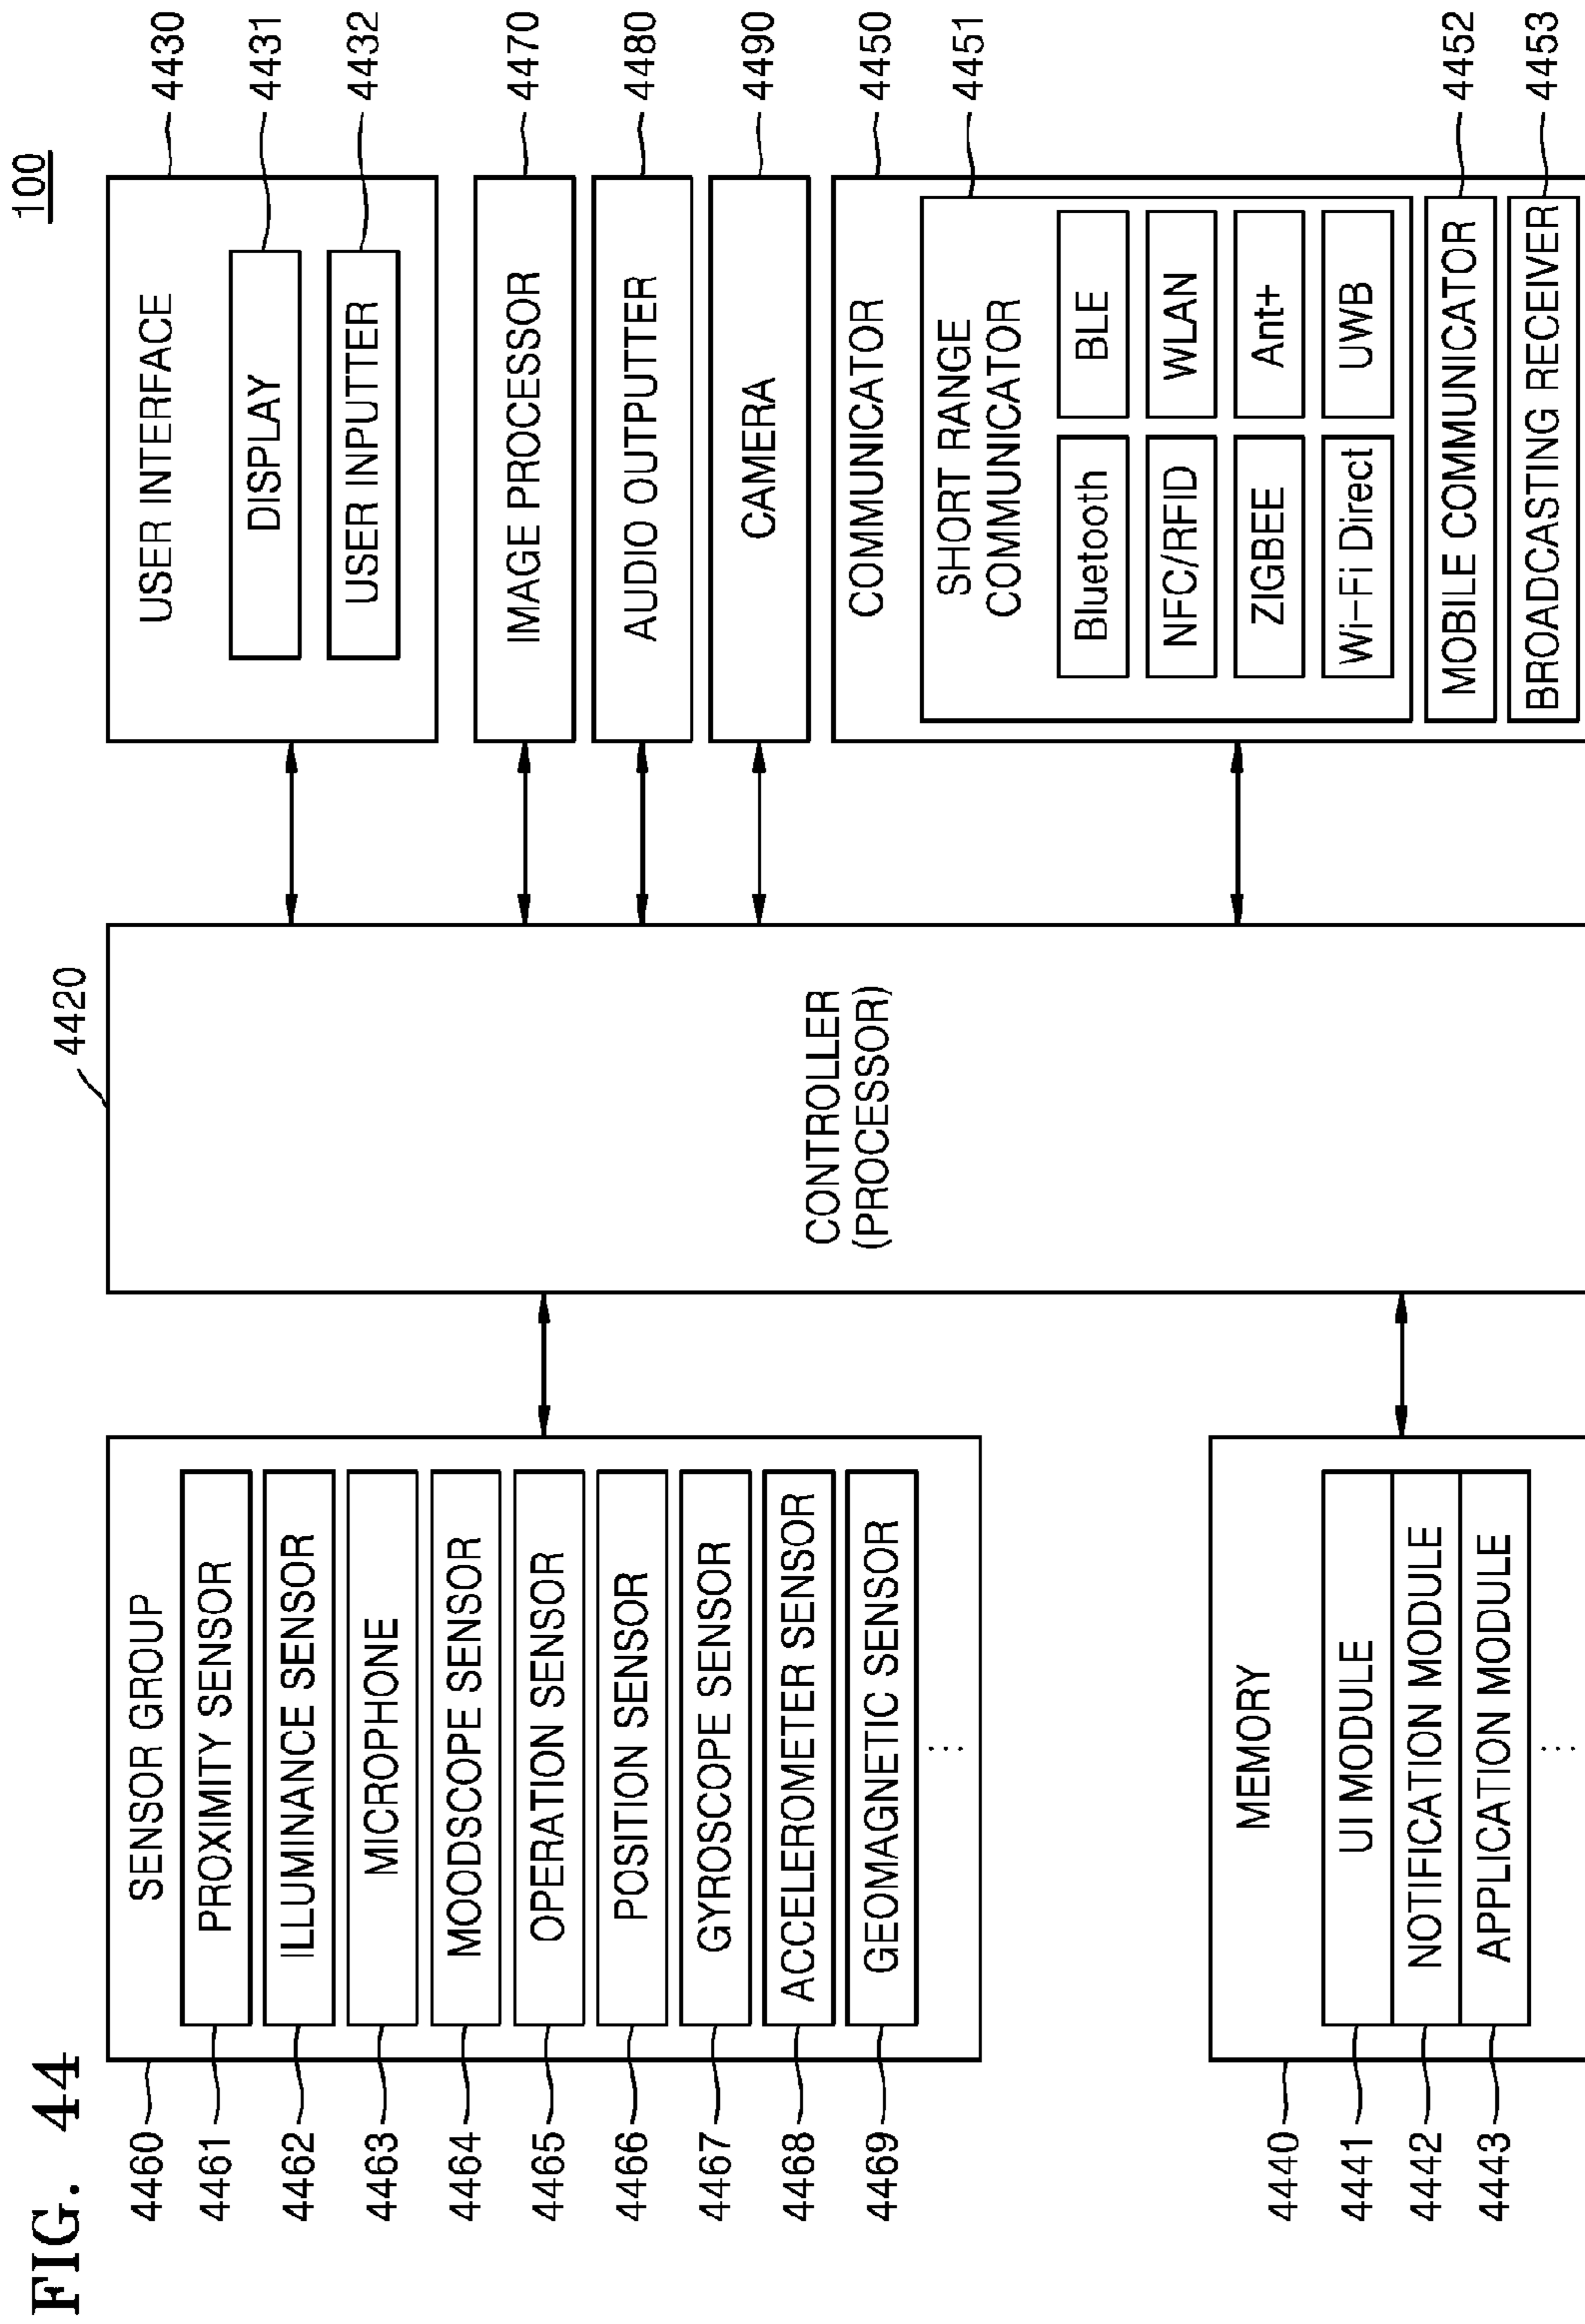 FIG. 44
100
4460
SENSOR GROUP
4461
PROXIMITY SENSOR
4462
ILLUMINANCE SENSOR
4463
MICROPHONE
4464
MOODSCOPE SENSOR
4465
OPERATION SENSOR
4466
POSITION SENSOR
4467
GYROSCOPE SENSOR
4468
ACCELEROMETER SENSOR
4469
GEOMAGNETIC SENSOR
...
4440
MEMORY
4441
UI MODULE
4442
NOTIFICATION MODULE
4443
APPLICATION MODULE
...
4420
CONTROLLER
(PROCESSOR)
USER INTERFACE
4430
DISPLAY
4431
USER INPUTTER
4432
IMAGE PROCESSOR
4470
AUDIO OUTPUTTER
4480
CAMERA
4490
COMMUNICATOR
4450
SHORT RANGE
COMMUNICATOR
4451
Bluetooth
BLE
NFC/RFID
WLAN
ZIGBEE
Ant+
Wi-Fi Direct
UWB
MOBILE COMMUNICATOR
4452
BROADCASTING RECEIVER
4453